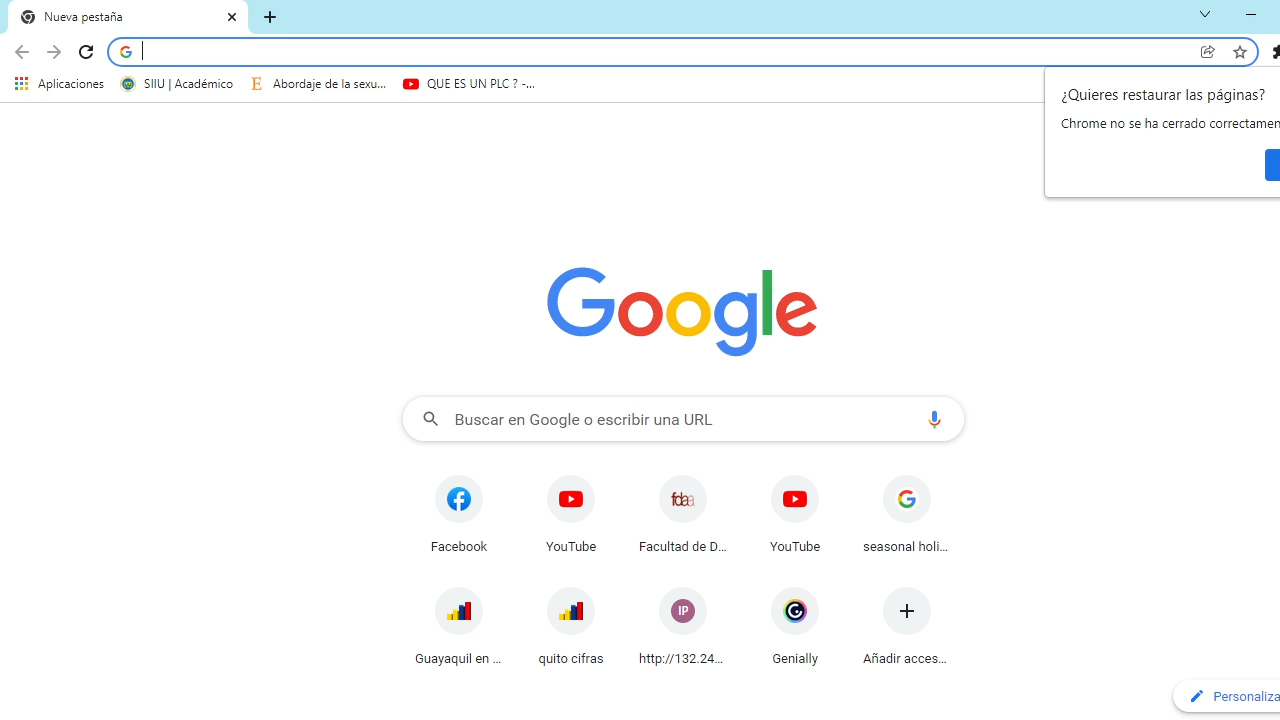 Nueva pestaña
Aplicaciones
SIIU | Académico
Abordaje de la sexu...
QUE ES UN PLC ? -...
¿Quieres restaurar las páginas?
Chrome no se ha cerrado correctamen
Google
Buscar en Google o escribir una URL
Facebook
YouTube
fdaa
Facultad de D...
YouTube
seasonal holi...
Guayaquil en ...
quito cifras
IP
http://132.24...
Genially
Añadir acces...
Personaliza